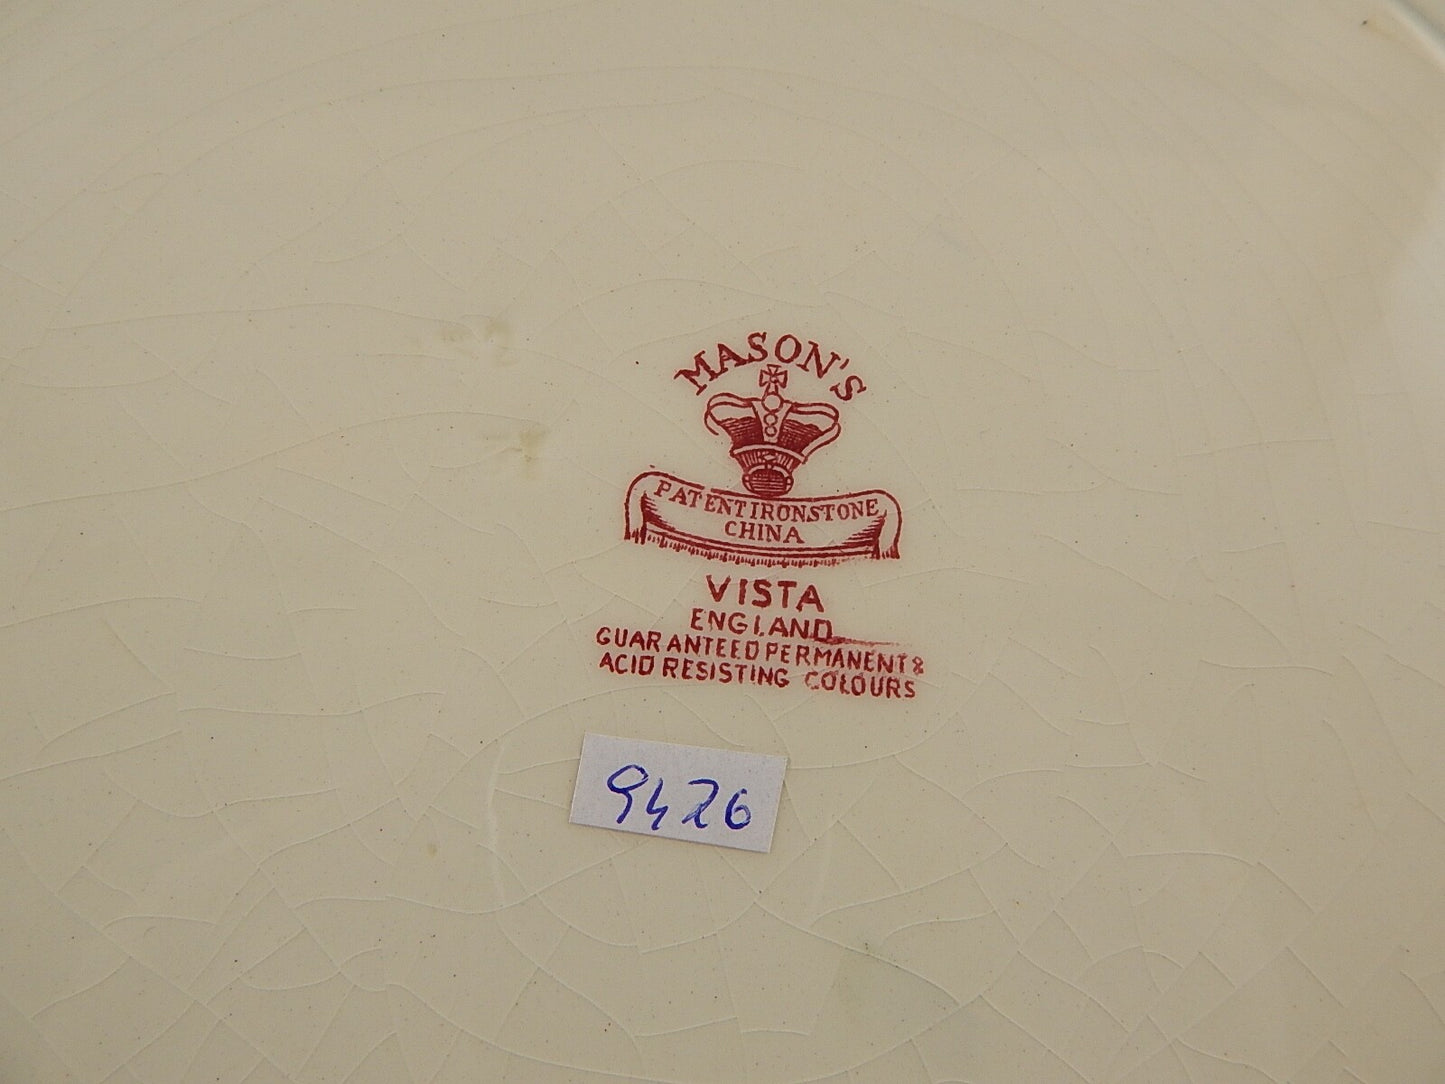 MASON'S
PATENT IRONSTONE
CHINA
VISTA
ENGLAND
GUARANTEED PERMANENT &
ACID RESISTING COLOURS
9426